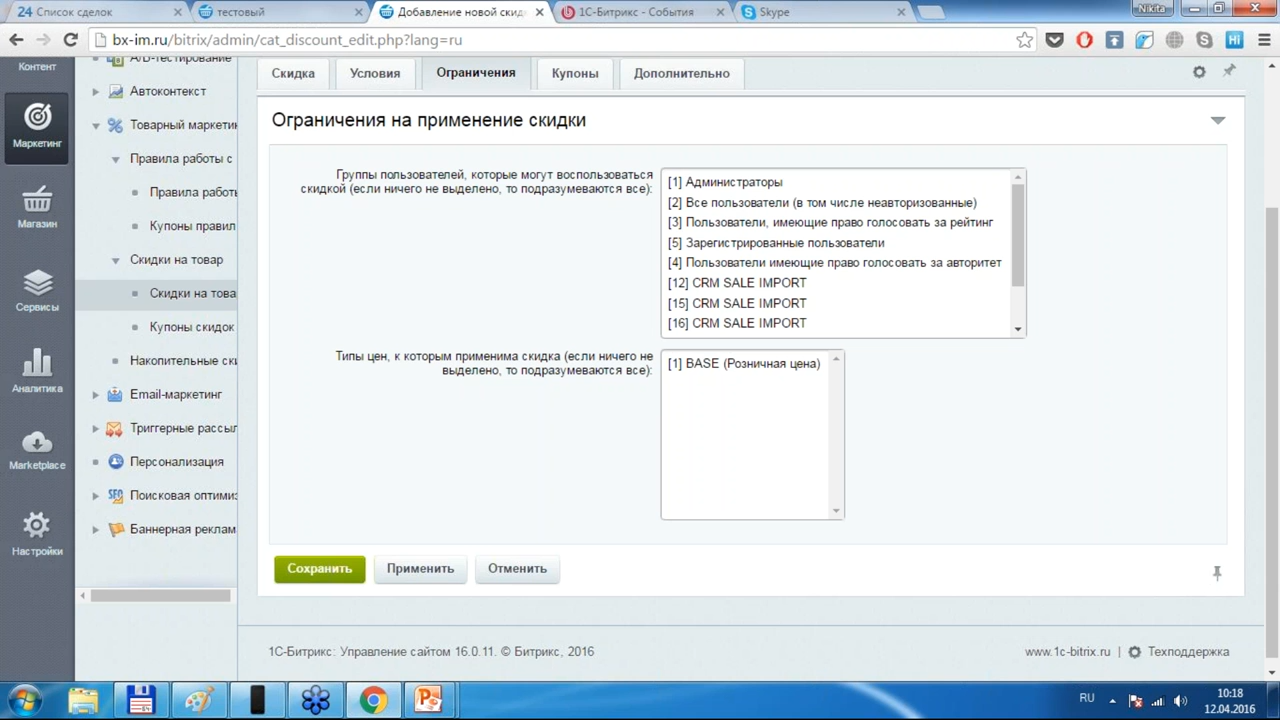 24 Список сделок
тестовый
Добавление новой скид
1С-Битрикс - События
Skype
Nikita
bx-im.ru/bitrix/admin/cat_discount_edit.php?lang=ru
Контент
Маркетинг
Магазин
Сервисы
Аналитика
Marketplace
Настройки
A/B-тестирование
Автоконтекст
Товарный маркетин
Правила работы с
Правила работь
Купоны правил
Скидки на товар
Скидки на това
Купоны скидок
Накопительные ски
Email-маркетинг
Триггерные рассыл
Персонализация
SEO Поисковая оптимиз
Баннерная реклам
Скидка
Условия
Ограничения
Купоны
Дополнительно
Ограничения на применение скидки
Группы пользователей, которые могут воспользоваться
скидкой (если ничего не выделено, то подразумеваются все):
[1] Администраторы
[2] Все пользователи (в том числе неавторизованные)
[3] Пользователи, имеющие право голосовать за рейтинг
[5] Зарегистрированные пользователи
[4] Пользователи имеющие право голосовать за авторитет
[12] CRM SALE IMPORT
[15] CRM SALE IMPORT
[16] CRM SALE IMPORT
Типы цен, к которым применима скидка (если ничего не
выделено, то подразумеваются все):
[1] BASE (Розничная цена)
Сохранить
Применить
Отменить
1С-Битрикс: Управление сайтом 16.0.11. © Битрикс, 2016
www.1c-bitrix.ru | Техподдержка
RU
10:18
12.04.2016